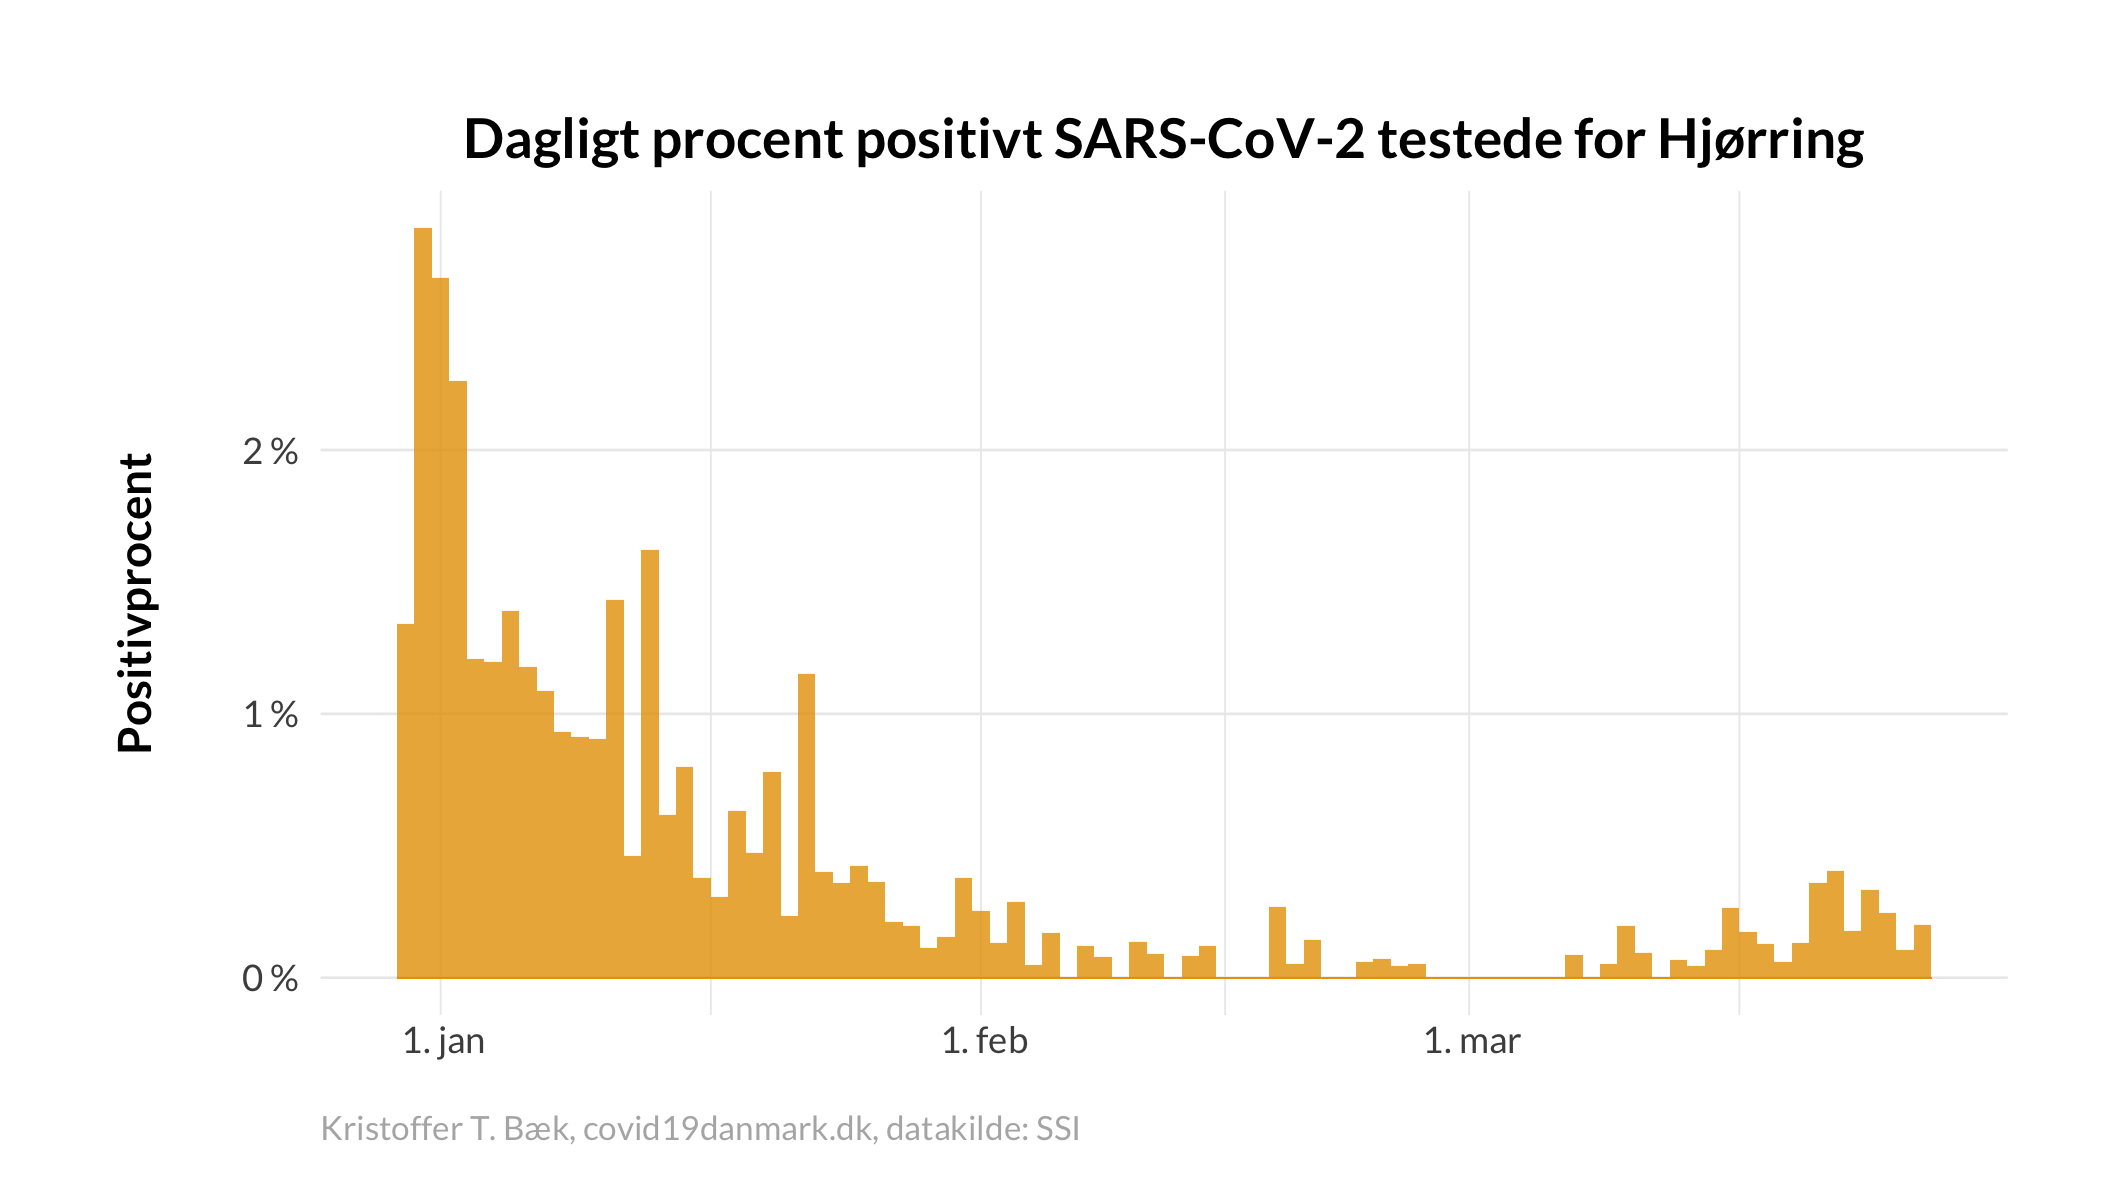 Dagligt procent positivt SARS-CoV-2 testede for Hjørring
Positivprocent
2 %
1 %
0 %
1. jan
1. feb
1. mar
Kristoffer T. Bæk, covid19danmark.dk, datakilde: SSI